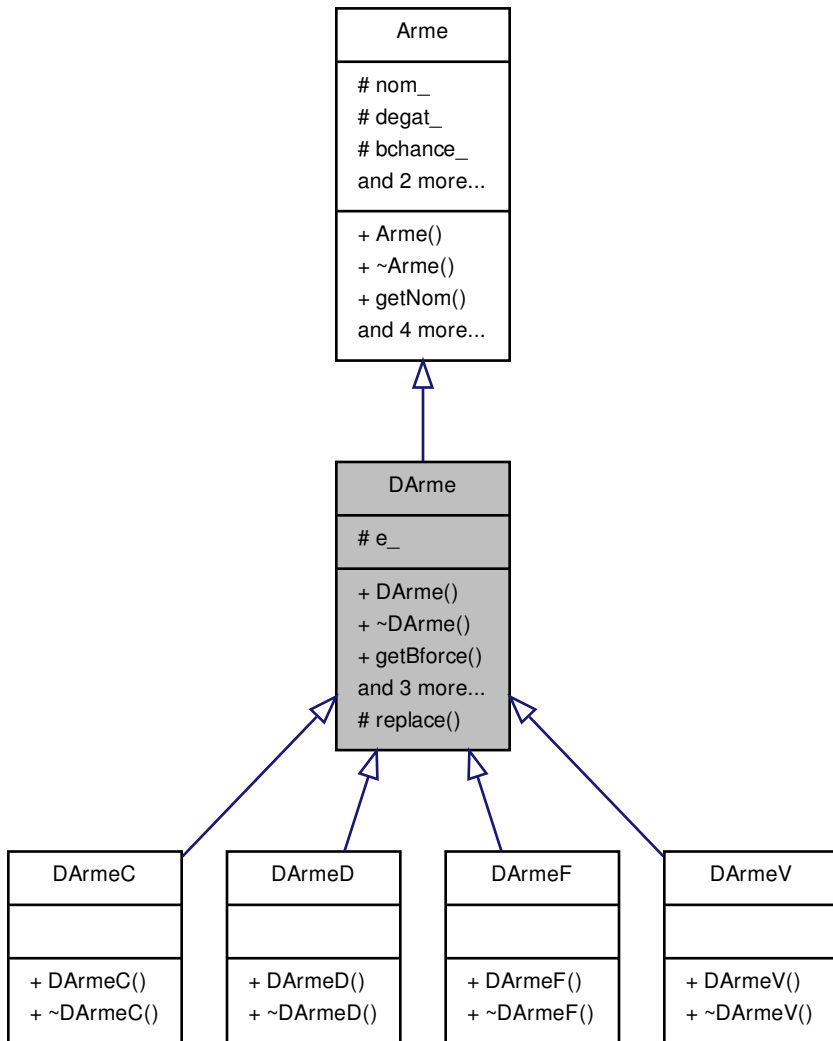 Arme
# nom_
# degat_
# bchance_
and 2 more...
+ Arme()
+ ~Arme()
+ getNom()
and 4 more...
DArme
# e_
+ DArme()
+ ~DArme()
+ getBforce()
and 3 more...
# replace()
DArmeC
+ DArmeC()
+ ~DArmeC()
DArmeD
+ DArmeD()
+ ~DArmeD()
DArmeF
+ DArmeF()
+ ~DArmeF()
DArmeV
+ DArmeV()
+ ~DArmeV()